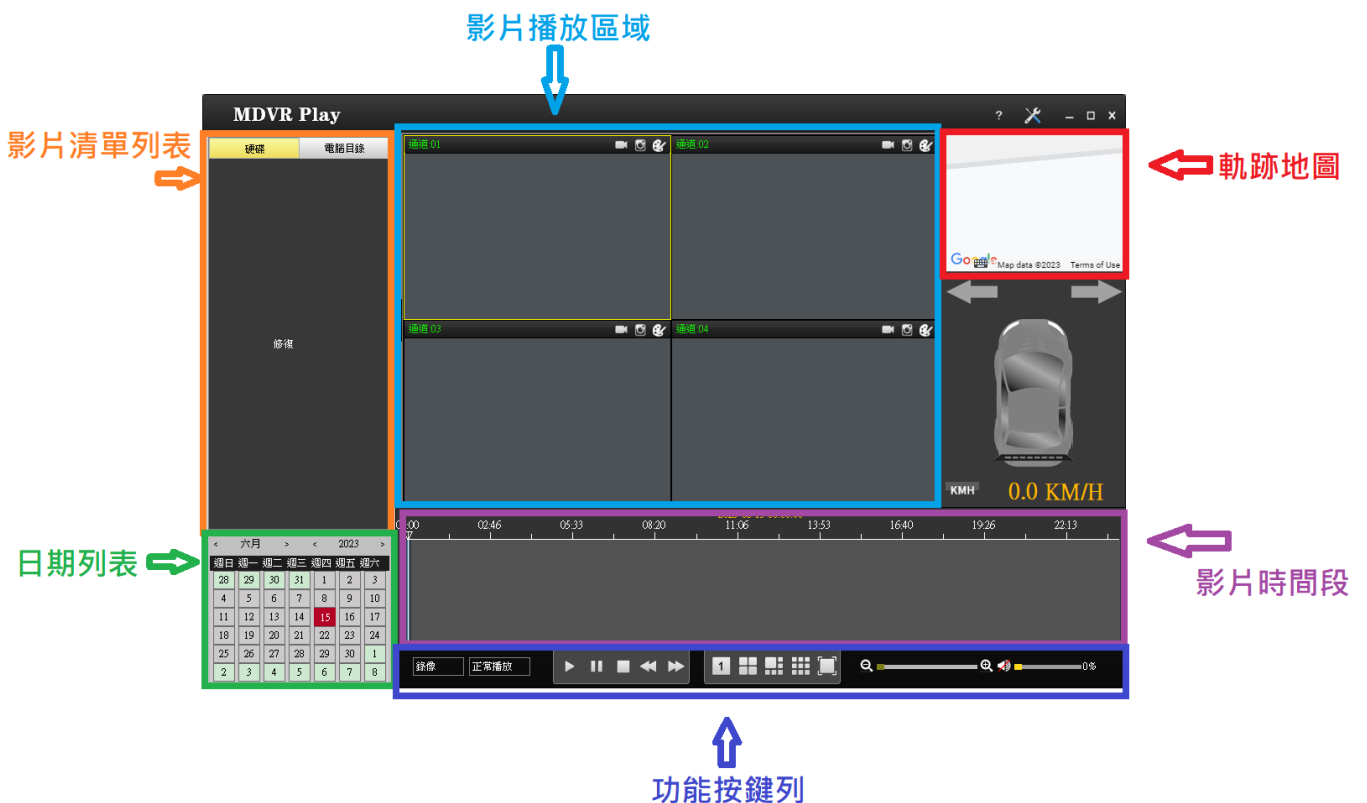 影片播放區域
MDVR Play
?
影片清單列表
硬碟
電腦目錄
修復
通道:01
通道:02
通道:03
通道:04
軌跡地圖
Google
Map data ©2023
Terms of Use
KMH
0.0 KM/H
02:46
05:33
08:20
11:06
13:53
16:40
19:26
22:13
影片時間段
日期列表
< 六月 > < 2023 >
週日 週一 週二 週三 週四 週五 週六
28 29 30 31 1 2 3
4 5 6 7 8 9 10
11 12 13 14 15 16 17
18 19 20 21 22 23 24
25 26 27 28 29 30 1
2 3 4 5 6 7 8
錄像
正常播放
1
0%
功能按鍵列